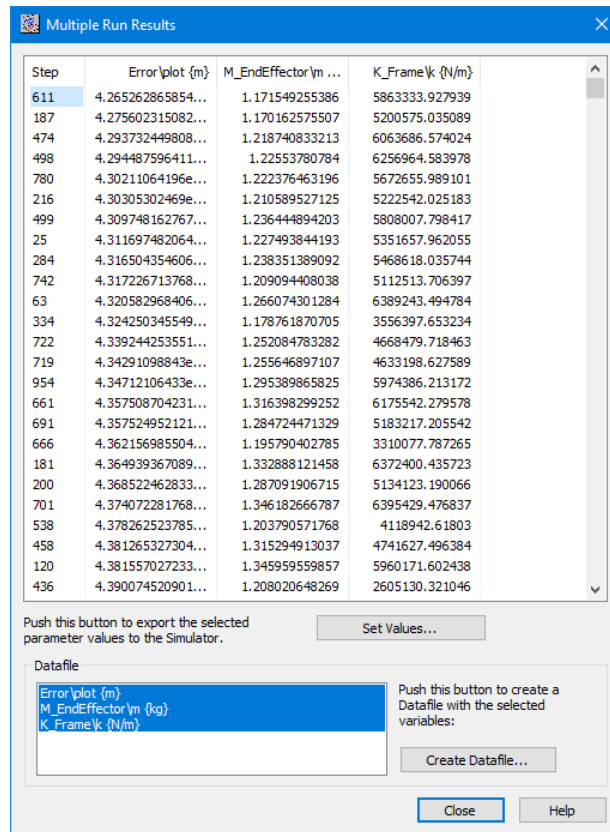 Multiple Run Results
Step Error\plot {m} M_EndEffector\m ... K_Frame\k {N/m}
611 4.265262865854... 1.171549255386 5863333.927939
187 4.275602315082... 1.170162575507 5200575.035089
474 4.293732449808... 1.218740833213 6063686.574024
498 4.294487596411... 1.22553780784 6256964.583978
780 4.30211064196e... 1.222376463196 5672655.989101
216 4.30305302469e... 1.210589527125 5222542.025183
499 4.309748162767... 1.236444894203 5808007.798417
25 4.311697482064... 1.227493844193 5351657.962055
284 4.316504354606... 1.238351389092 5468618.035744
742 4.317226713768... 1.209094408038 5112513.706397
63 4.320582968406... 1.266074301284 6389243.494784
334 4.324250345549... 1.178761870705 3556397.653234
722 4.339244253551... 1.252084783282 4668479.718463
719 4.34291098843e... 1.255646897107 4633198.627589
954 4.34712106433e... 1.295389865825 5974386.213172
661 4.357508704231... 1.316398299252 6175542.279578
691 4.357524952121... 1.284724471329 5183217.205542
666 4.362156985504... 1.195790402785 3310077.787265
181 4.364939367089... 1.332888121458 6372400.435723
200 4.368522462833... 1.287091906715 5134123.190066
701 4.374072281768... 1.346182666787 6395429.476837
538 4.378262523785... 1.203790571768 4118942.61803
458 4.381265327304... 1.315294913037 4741627.496384
120 4.381557027233... 1.345959559857 5960171.602438
436 4.390074520901... 1.208020648269 2605130.321046
Push this button to export the selected
parameter values to the Simulator.
Set Values...
Datafile
Error\plot {m}
M_EndEffector\m {kg}
K_Frame\k {N/m}
Push this button to create a
Datafile with the selected
variables:
Create Datafile...
Close Help